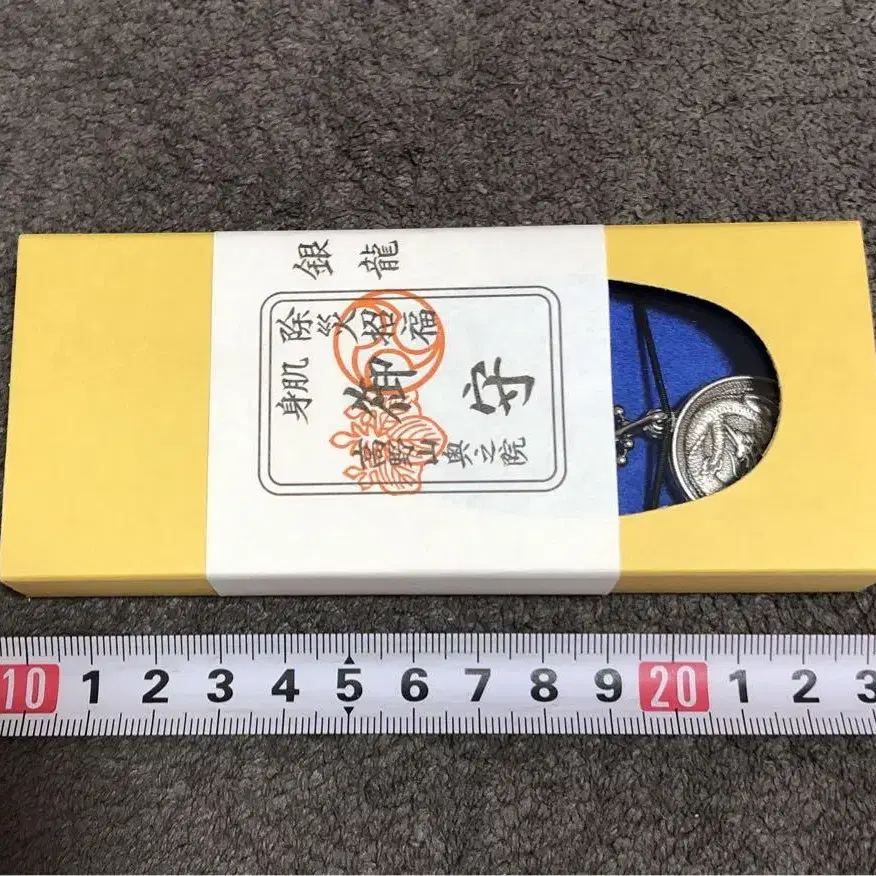 銀龍
除災招福
身肌
御守
高野山奥之院
10 1 2 3 4 5 6 7 8 9 20 1 2 3